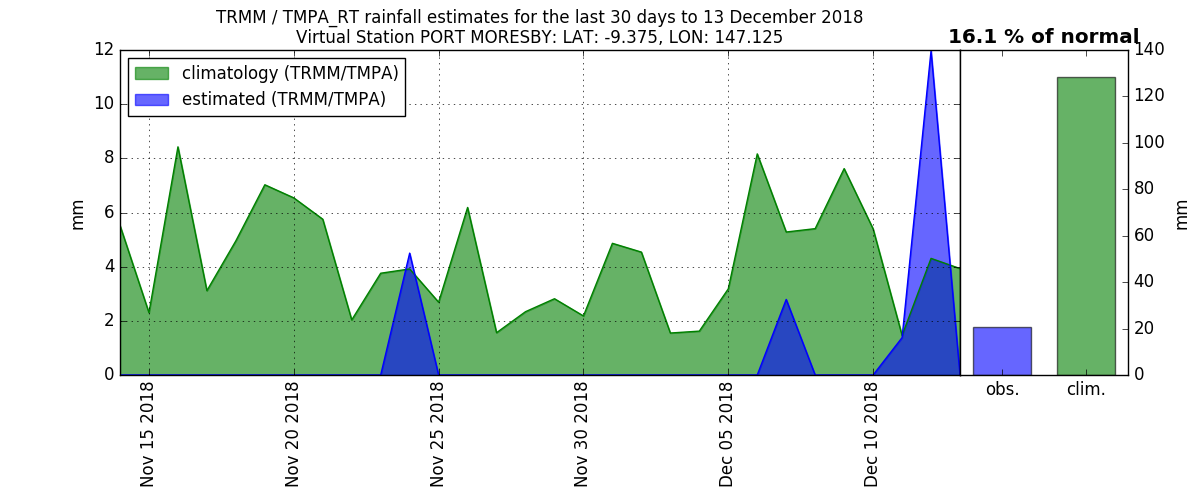 TRMM / TMPA_RT rainfall estimates for the last 30 days to 13 December 2018
Virtual Station PORT MORESBY: LAT: -9.375, LON: 147.125
16.1 % of normal
climatology (TRMM/TMPA)
estimated (TRMM/TMPA)
mm
12
10
8
6
4
2
0
Nov 15 2018
Nov 20 2018
Nov 25 2018
Nov 30 2018
Dec 05 2018
Dec 10 2018
obs.
clim.
140
120
100
80
60
40
20
0
mm